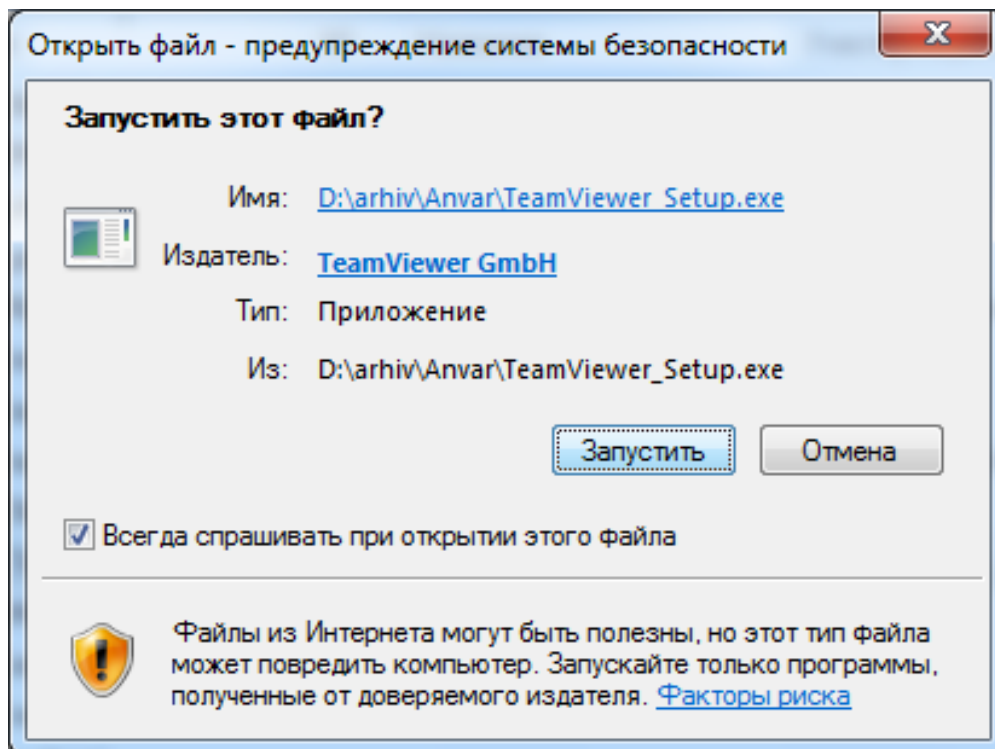 Открыть файл - предупреждение системы безопасности
Запустить этот файл?
Имя: D:\arhiv\Anvar\TeamViewer_Setup.exe
Издатель: TeamViewer GmbH
Тип: Приложение
Из: D:\arhiv\Anvar\TeamViewer_Setup.exe
Запустить Отмена
Всегда спрашивать при открытии этого файла
Файлы из Интернета могут быть полезны, но этот тип файла
может повредить компьютер. Запускайте только программы,
полученные от доверяемого издателя. Факторы риска